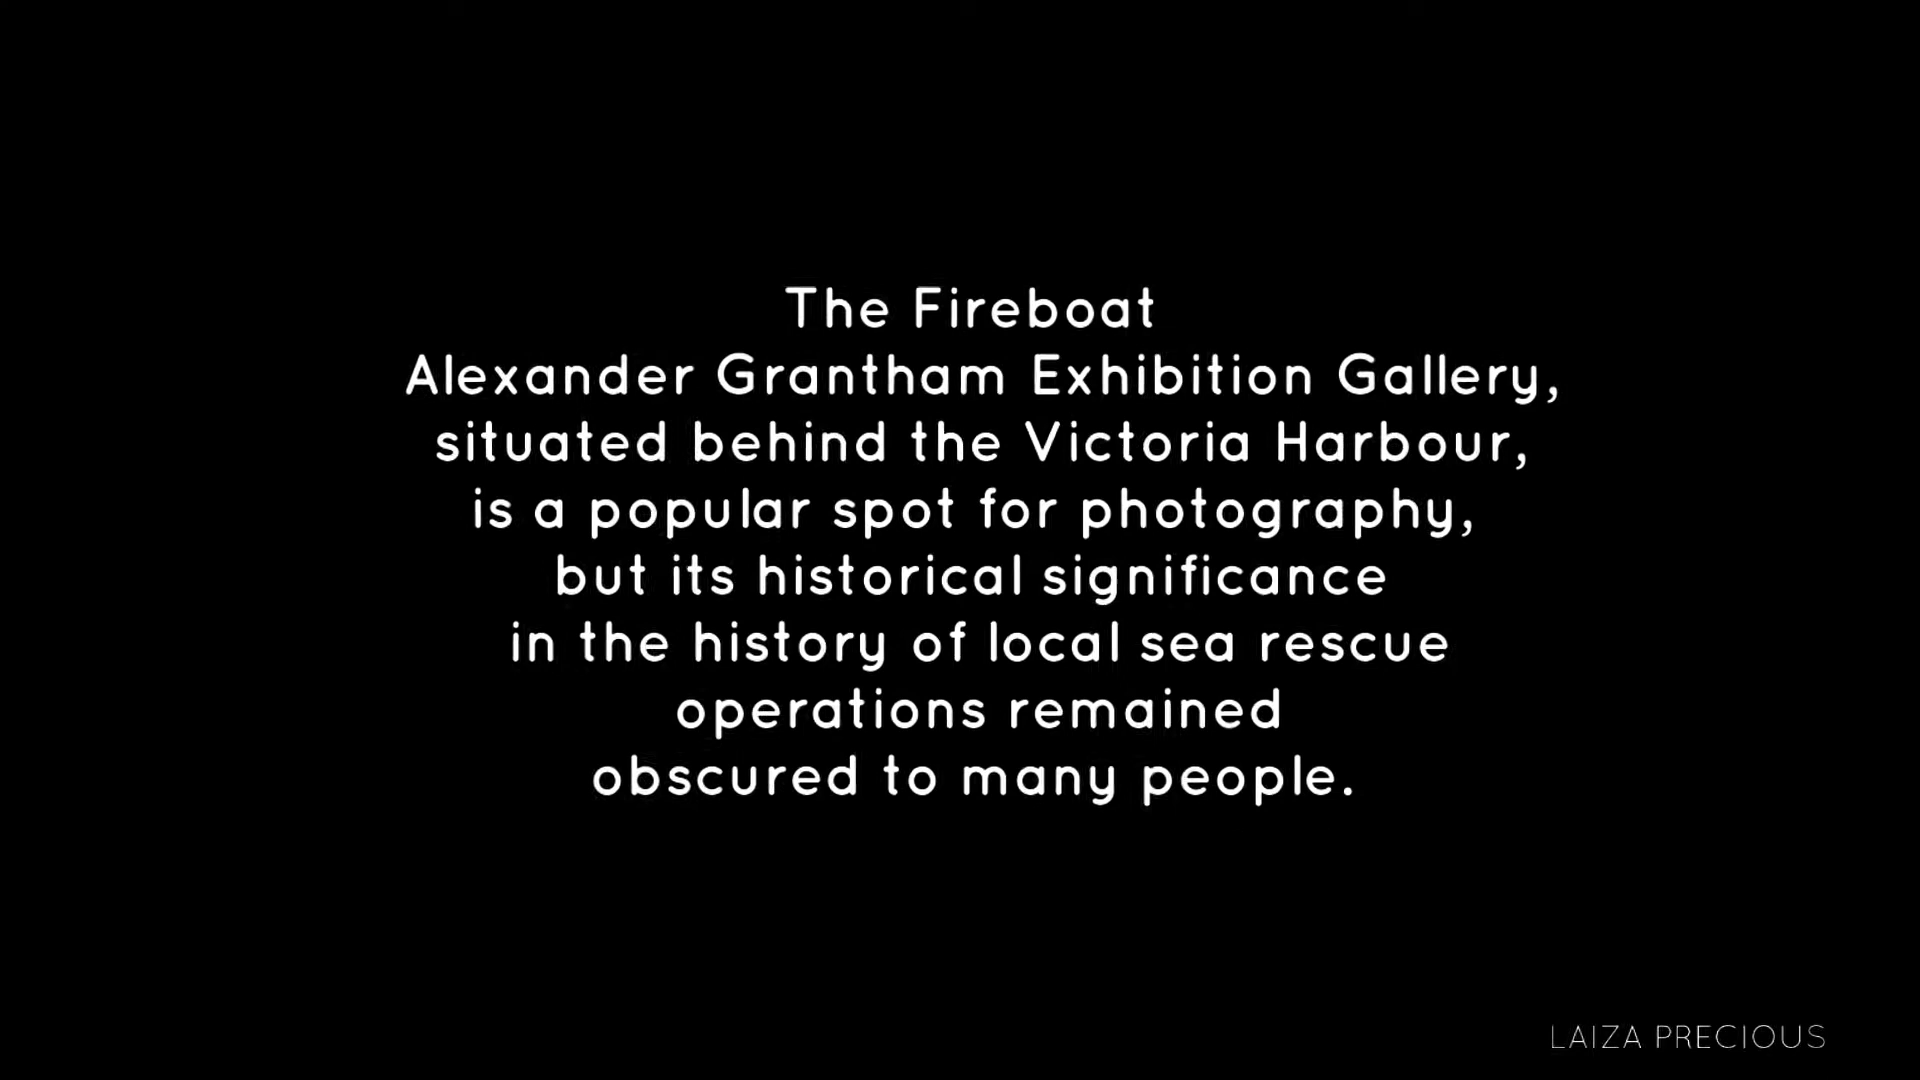 The Fireboat
Alexander Grantham Exhibition Gallery,
situated behind the Victoria Harbour,
is a popular spot for photography,
but its historical significance
in the history of local sea rescue
operations remained
obscured to many people.
LAIZA PRECIOUS